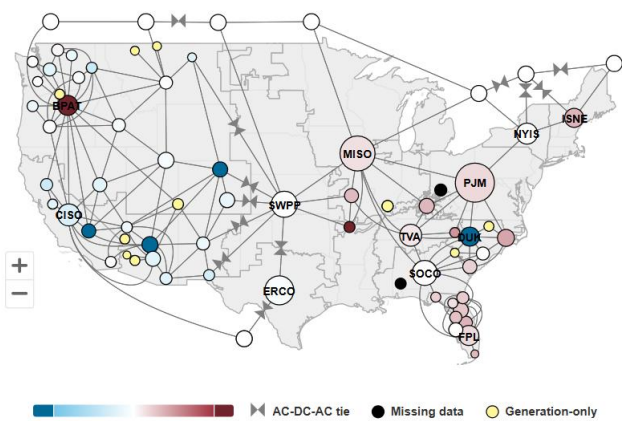 BPAT
ISNE
NYIS
MISO
PJM
SWPP
CISO
TVA
DUK
SOCO
ERCO
FPL
+
−
AC-DC-AC tie Missing data Generation-only